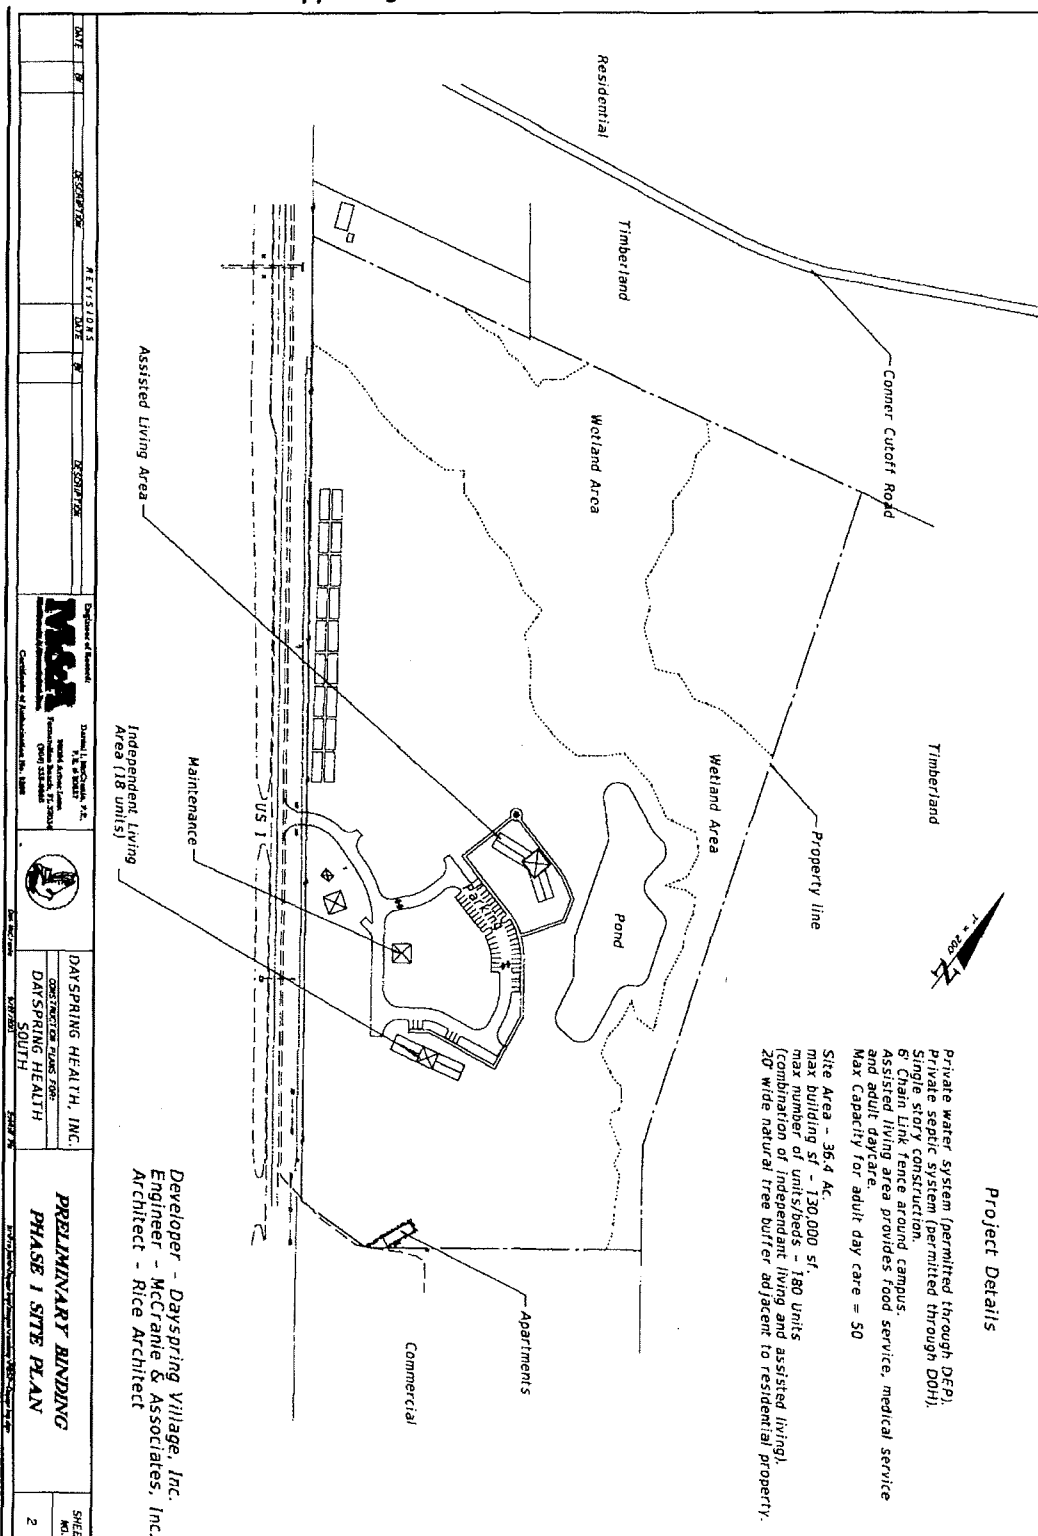 Residential
Timberland
Conner Cutoff Road
Wetland Area
Timberland
Assisted Living Area
Wetland Area
Property line
Maintenance
US 1
Independent Living
Area (18 units)
Parking
Pond
1" = 200'
N
Apartments
Commercial
Project Details
Private water system (permitted through DEP).
Private septic system (permitted through DOH).
Single story construction.
6' Chain Link fence around campus.
Assisted living area provides food service, medical service
and adult daycare.
Max Capacity for adult day care = 50
Site Area - 36.4 Ac.
max building sf - 130,000 sf.
max number of units/beds - 180 Units
(combination of independant living and assisted living).
20' wide natural tree buffer adjacent to residential property.
Developer - Dayspring Village, Inc.
Engineer - McCranie & Associates, Inc.
Architect - Rice Architect
REVISIONS
DATE BY DESCRIPTION DATE BY DESCRIPTION
Engineer of Record:
M&A
DAYSPRING HEALTH, INC.
CONSTRUCTION PLANS FOR:
DAYSPRING HEALTH
SOUTH
PRELIMINARY BINDING
PHASE 1 SITE PLAN
SHEET
NO.
2